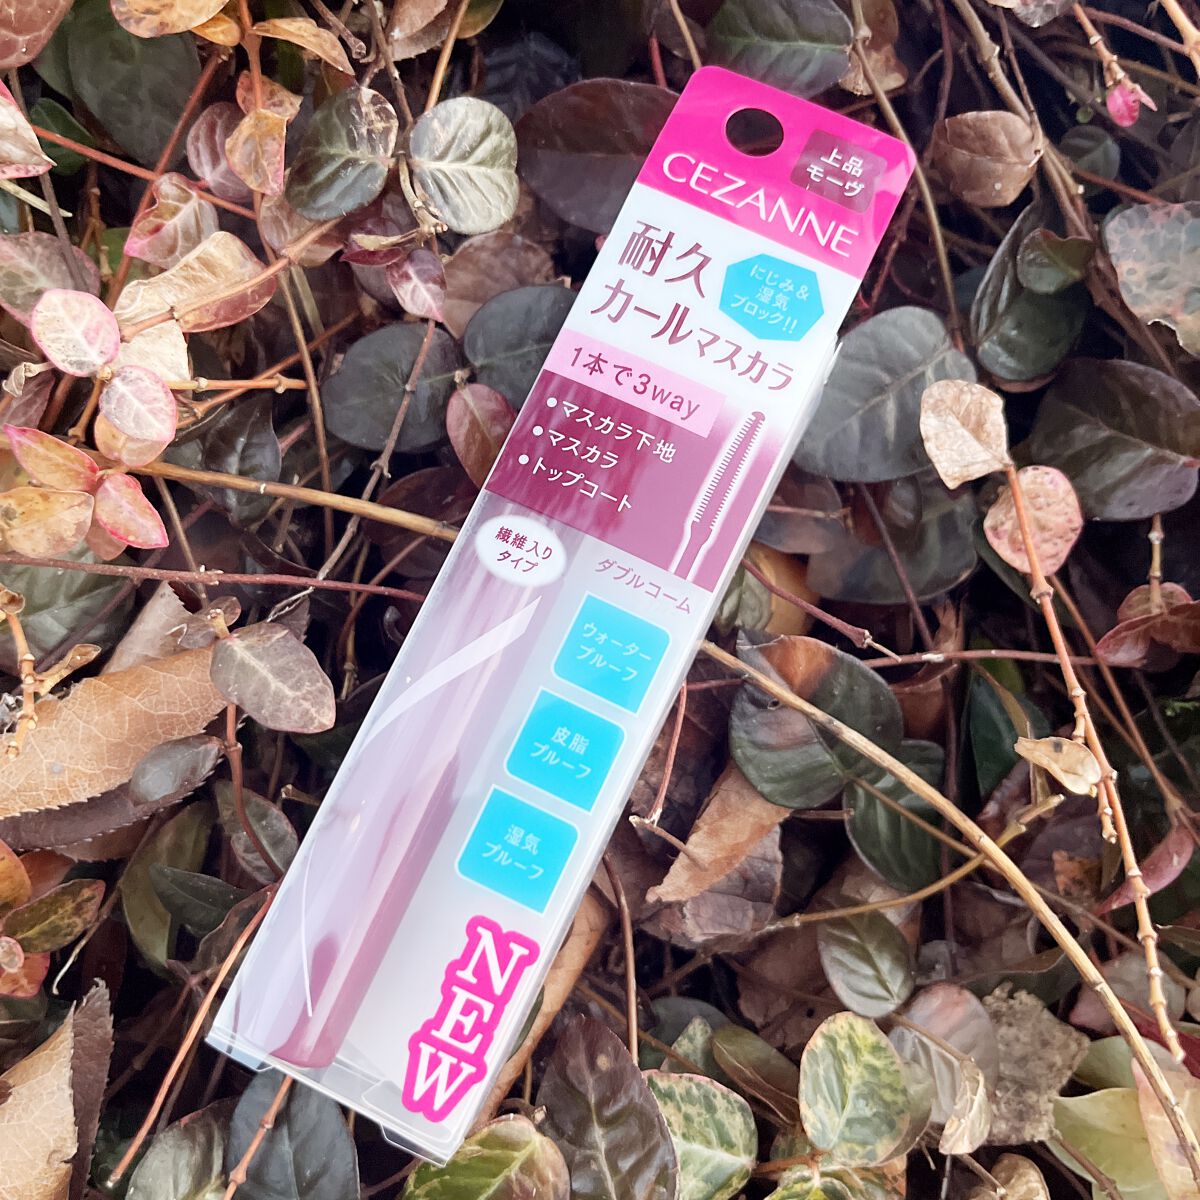 上品
モーヴ
CEZANNE
耐久
カールマスカラ
にじみ&
湿気
ブロック!!
1本で3way
●マスカラ下地
●マスカラ
●トップコート
繊維入り
タイプ
ダブルコーム
ウォーター
プルーフ
皮脂
プルーフ
湿気
プルーフ
NEW